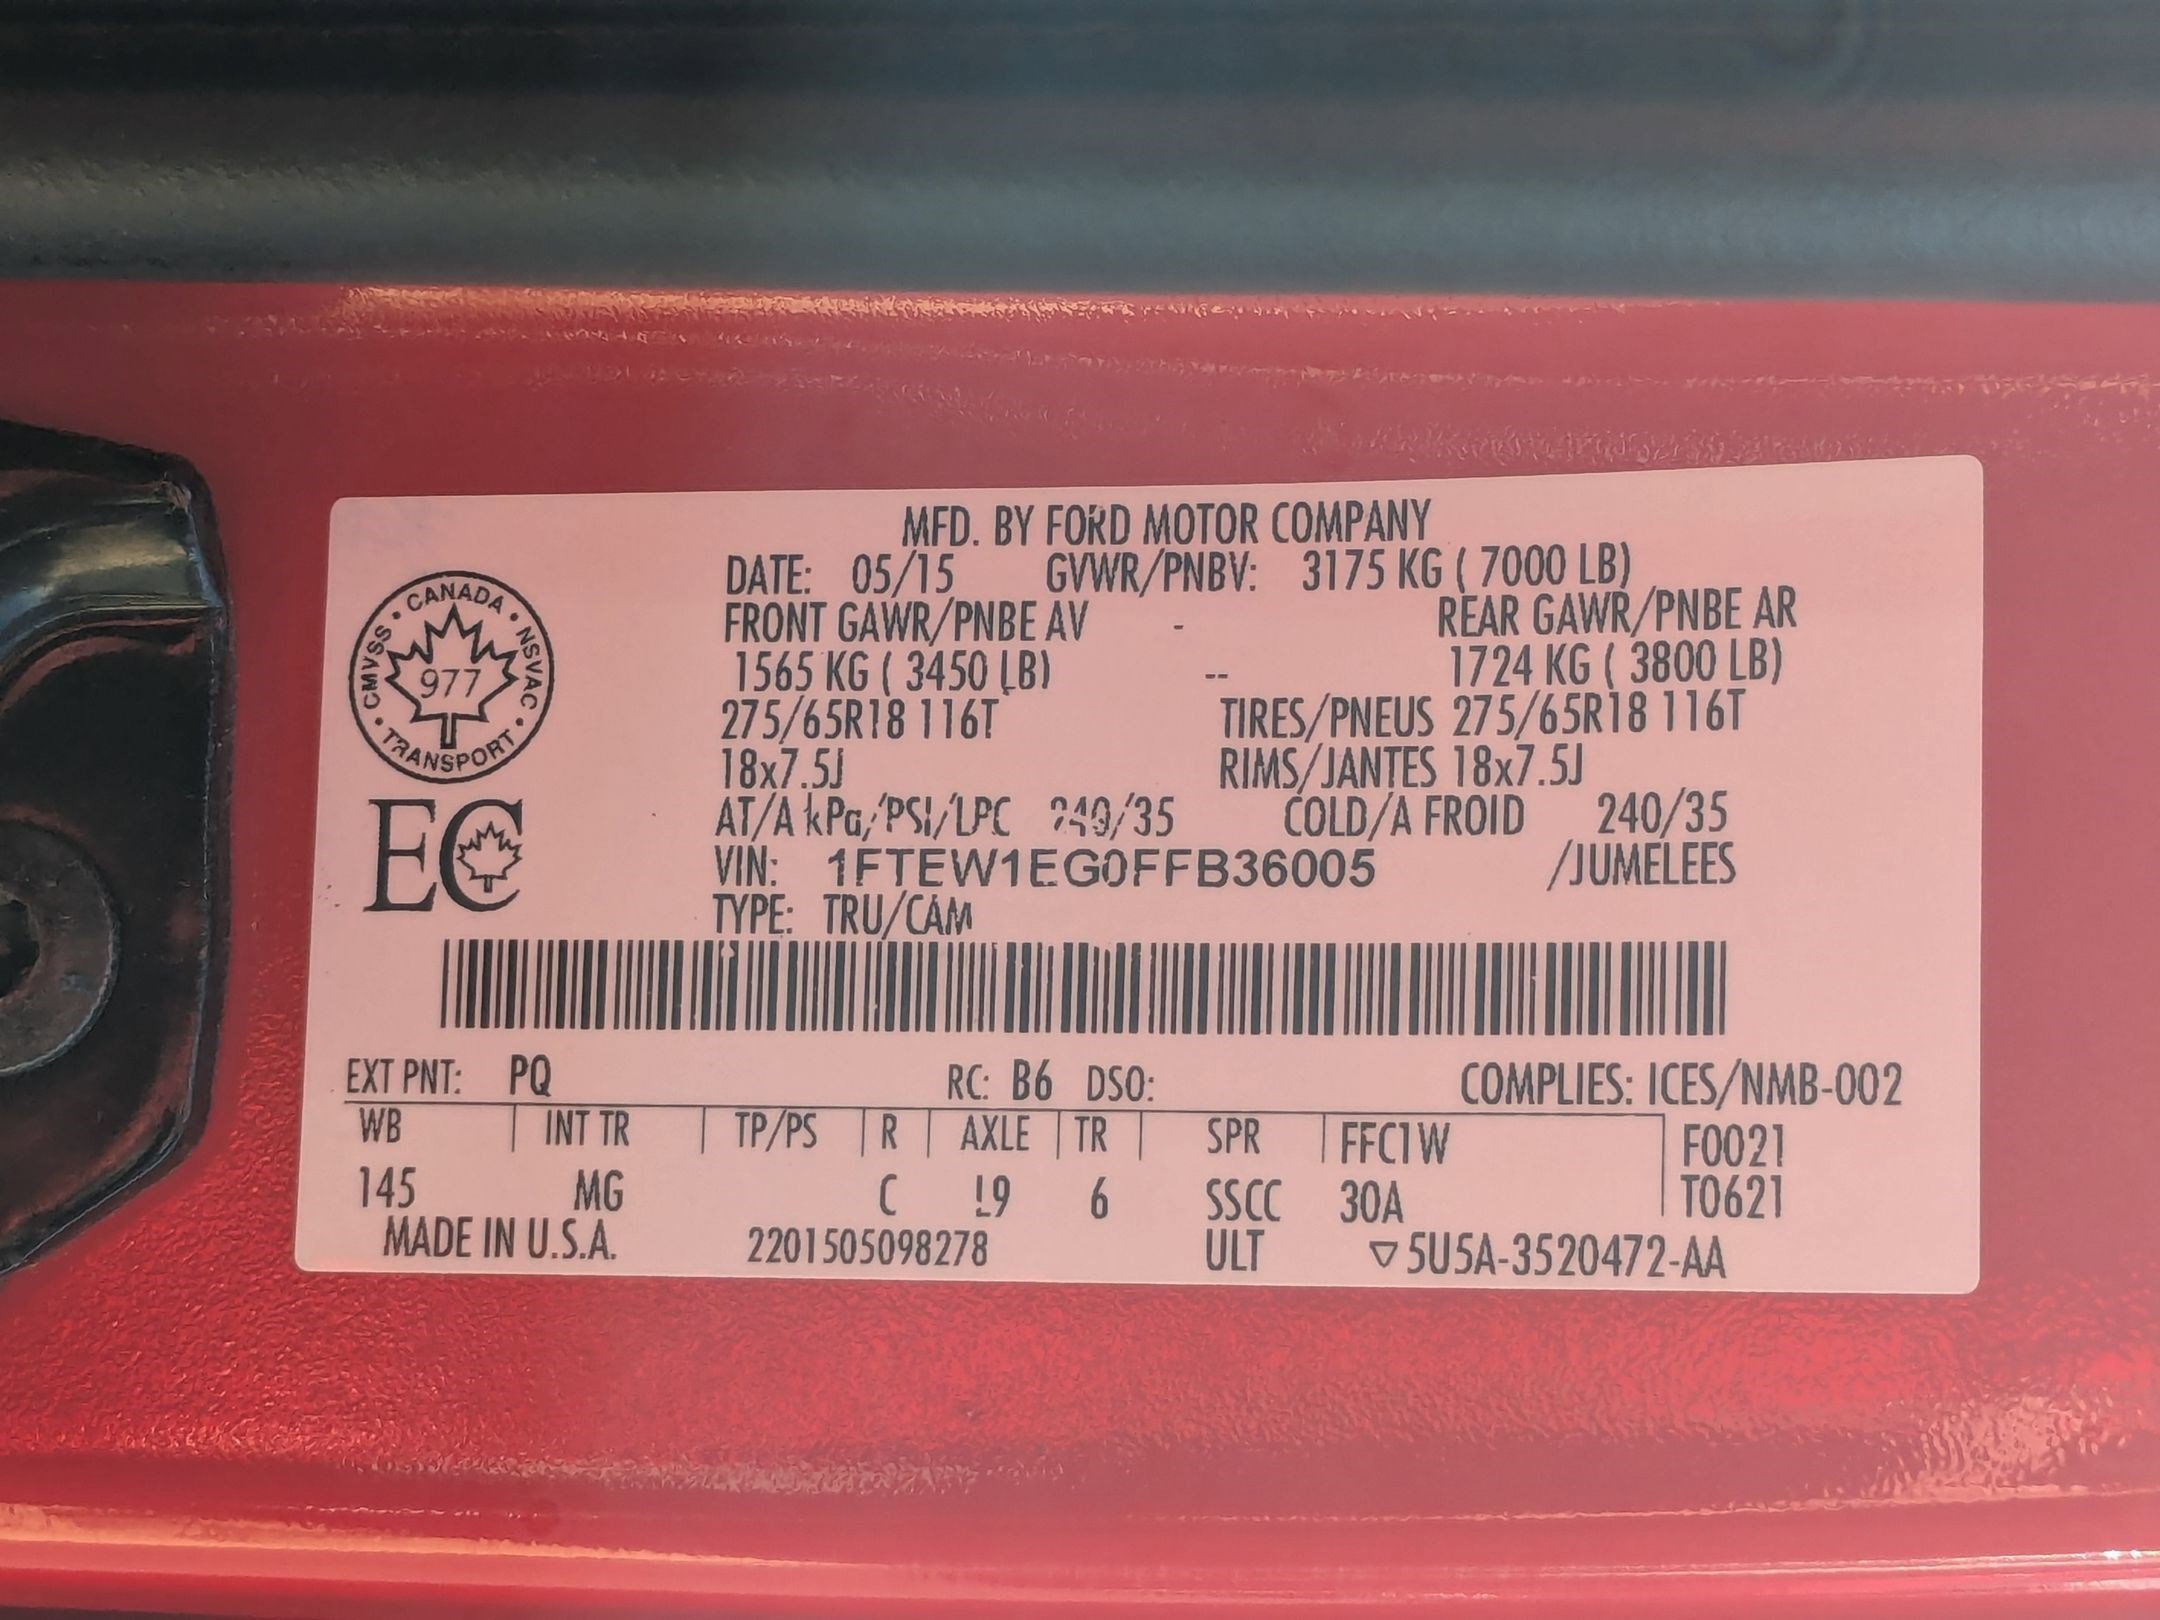 MFD. BY FORD MOTOR COMPANY
DATE: 05/15 GVWR/PNBV: 3175 KG ( 7000 LB)
FRONT GAWR/PNBE AV - REAR GAWR/PNBE AR
1565 KG ( 3450 LB) -- 1724 KG ( 3800 LB)
275/65R18 116T TIRES/PNEUS 275/65R18 116T
18x7.5J RIMS/JANTES 18x7.5J
AT/A kPa/PSI/LPC 240/35 COLD/A FROID 240/35
VIN: 1FTEW1EG0FFB36005 /JUMELEES
TYPE: TRU/CAM
CANADA
CMVSS • NSVAC
977
TRANSPORT
EC
EXT PNT: PQ RC: B6 DSO: COMPLIES: ICES/NMB-002
WB | INT TR | TP/PS | R | AXLE | TR | SPR | FFC1W | F0021
145 MG C L9 6 SSCC 30A | T0621
MADE IN U.S.A. 2201505098278 ULT ▽5U5A-3520472-AA